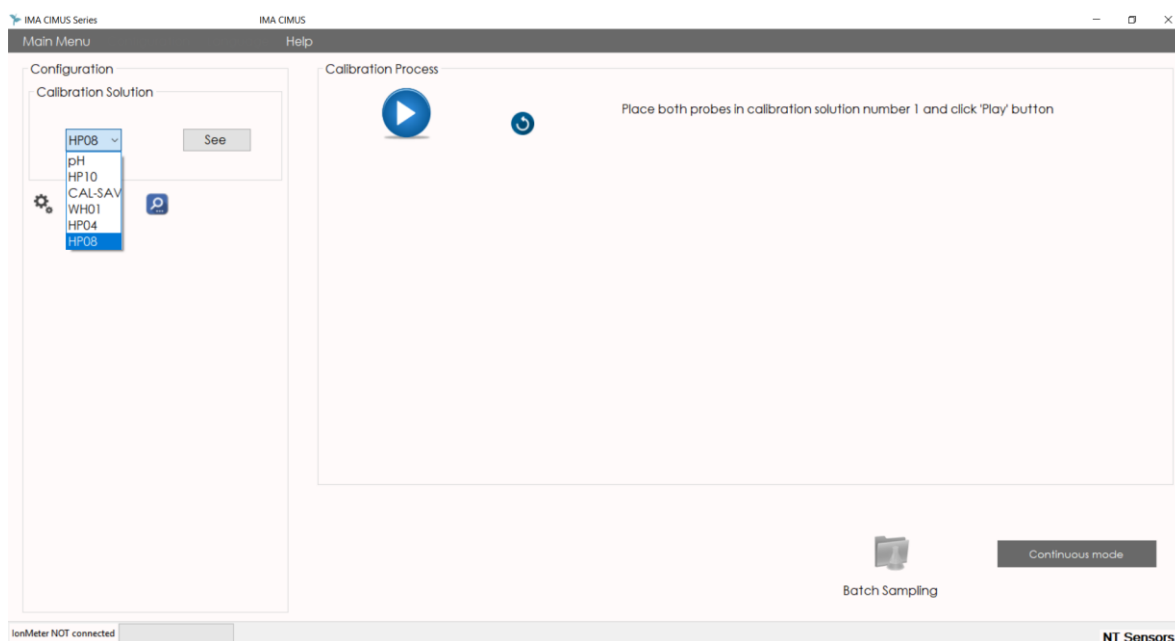 IMA CIMUS Series IMA CIMUS
Main Menu Help
Configuration
Calibration Solution
HP08 See
pH
HP10
CAL-SAV
WH01
HP04
HP08
Calibration Process
Place both probes in calibration solution number 1 and click 'Play' button
Batch Sampling
Continuous mode
IonMeter NOT connected
NT Sensors